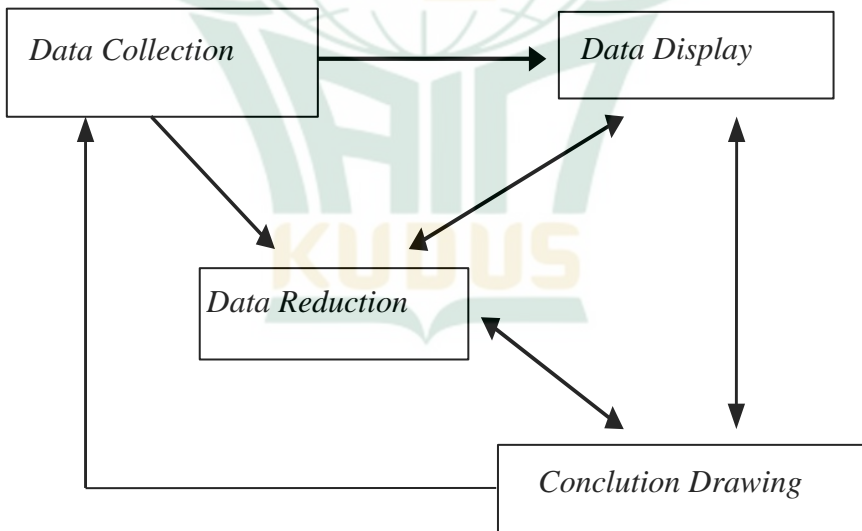 Data Collection
Data Display
KUDUS
Data Reduction
Conclution Drawing